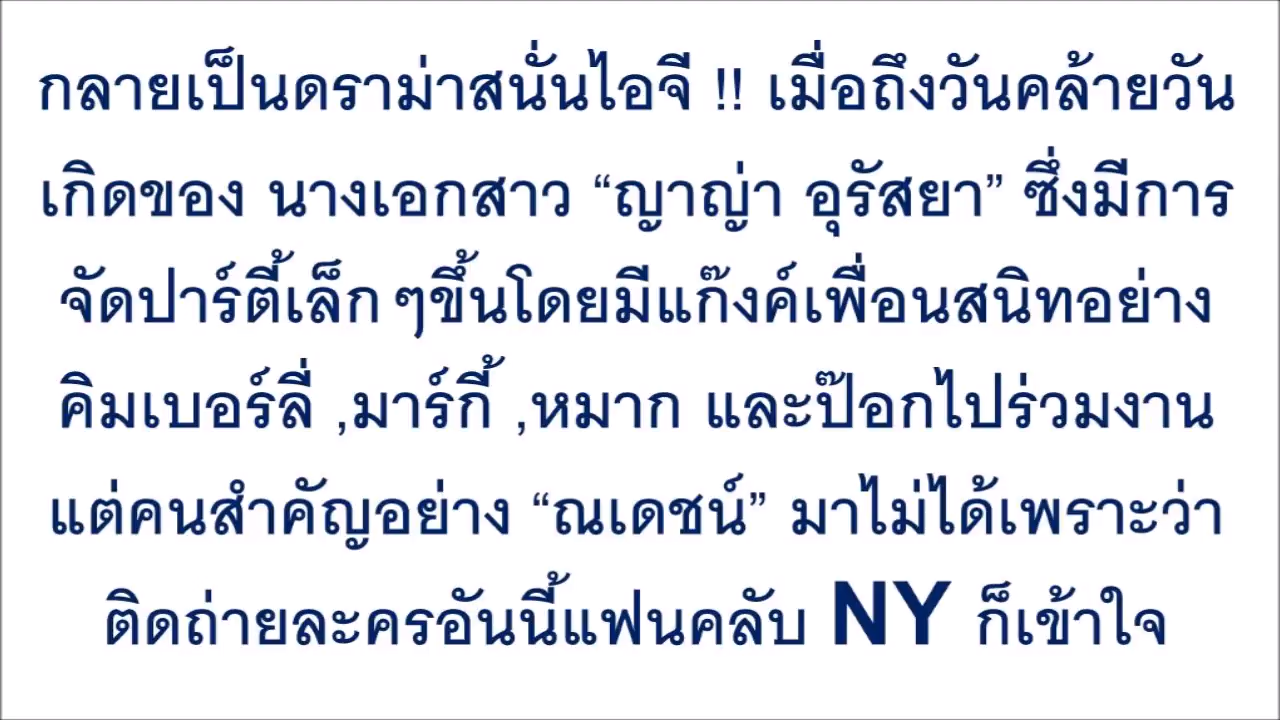 กลายเป็นดราม่าสนั่นไอจี !! เมื่อถึงวันคล้ายวัน
เกิดของ นางเอกสาว “ญาญ่า อุรัสยา” ซึ่งมีการ
จัดปาร์ตี้เล็ก ๆขึ้นโดยมีแก๊งค์เพื่อนสนิทอย่าง
คิมเบอร์ลี่ ,มาร์กี้ ,หมาก และป๊อกไปร่วมงาน
แต่คนสำคัญอย่าง “ณเดชน์” มาไม่ได้เพราะว่า
ติดถ่ายละครอันนี้แฟนคลับ NY ก็เข้าใจ